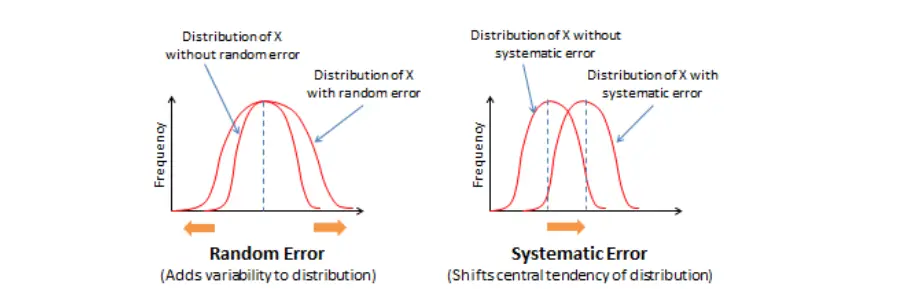 Distribution of X
without random error
Distribution of X
with random error
Frequency
Random Error
(Adds variability to distribution)
Distribution of X without
systematic error
Distribution of X with
systematic error
Frequency
Systematic Error
(Shifts central tendency of distribution)